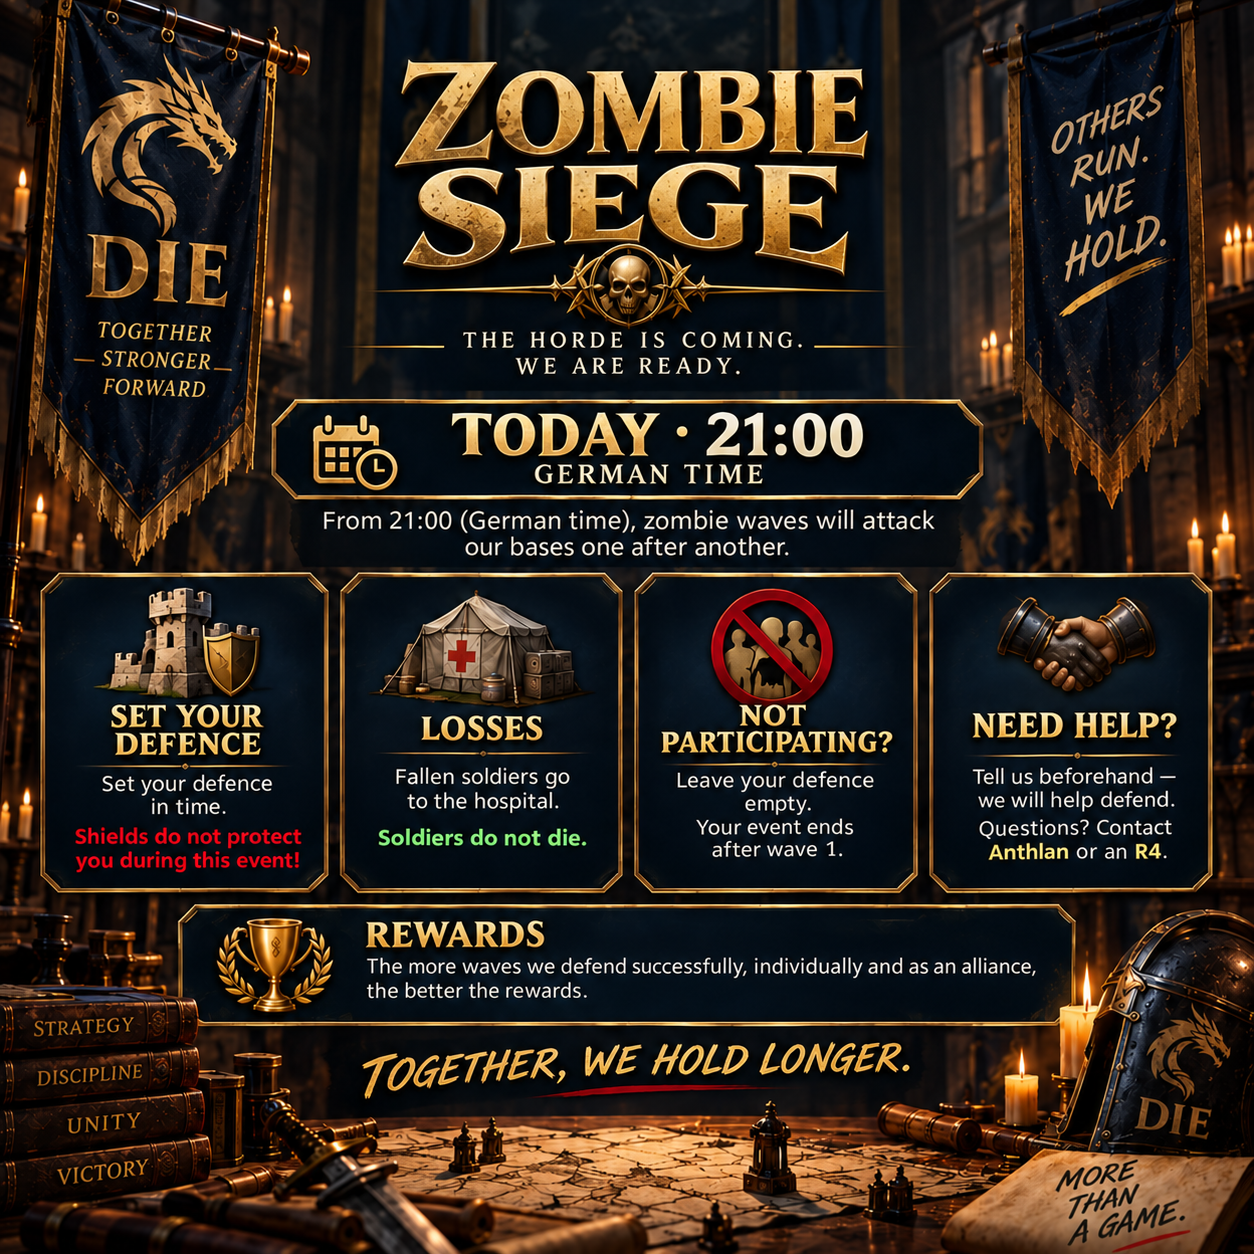 DIE
TOGETHER
STRONGER
FORWARD
ZOMBIE
SIEGE
THE HORDE IS COMING.
WE ARE READY.
OTHERS
RUN.
WE
HOLD.
TODAY · 21:00
GERMAN TIME
From 21:00 (German time), zombie waves will attack
our bases one after another.
SET YOUR
DEFENCE
Set your defence
in time.
Shields do not protect
you during this event!
LOSSES
Fallen soldiers go
to the hospital.
Soldiers do not die.
NOT
PARTICIPATING?
Leave your defence
empty.
Your event ends
after wave 1.
NEED HELP?
Tell us beforehand —
we will help defend.
Questions? Contact
Anthlan or an R4.
REWARDS
The more waves we defend successfully, individually and as an alliance,
the better the rewards.
TOGETHER, WE HOLD LONGER.
STRATEGY
DISCIPLINE
UNITY
VICTORY
DIE
MORE
THAN
A GAME.